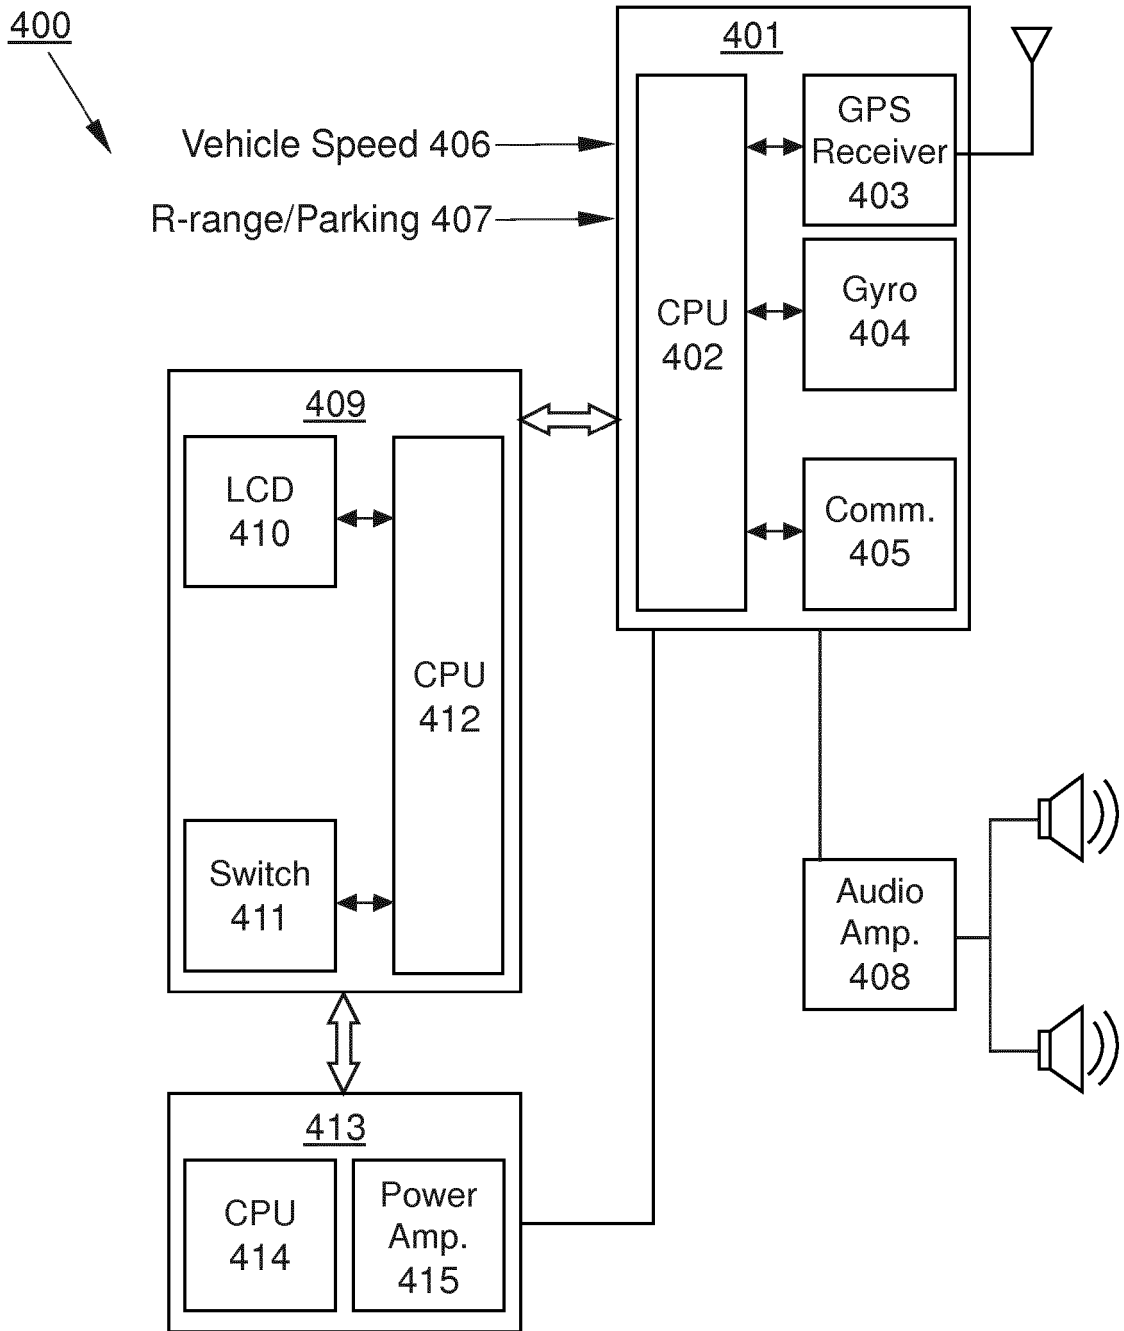 400
401
GPS
Receiver
403
Vehicle Speed 406
R-range/Parking 407
CPU
402
Gyro
404
Comm.
405
409
LCD
410
CPU
412
Switch
411
Audio
Amp.
408
413
CPU
414
Power
Amp.
415